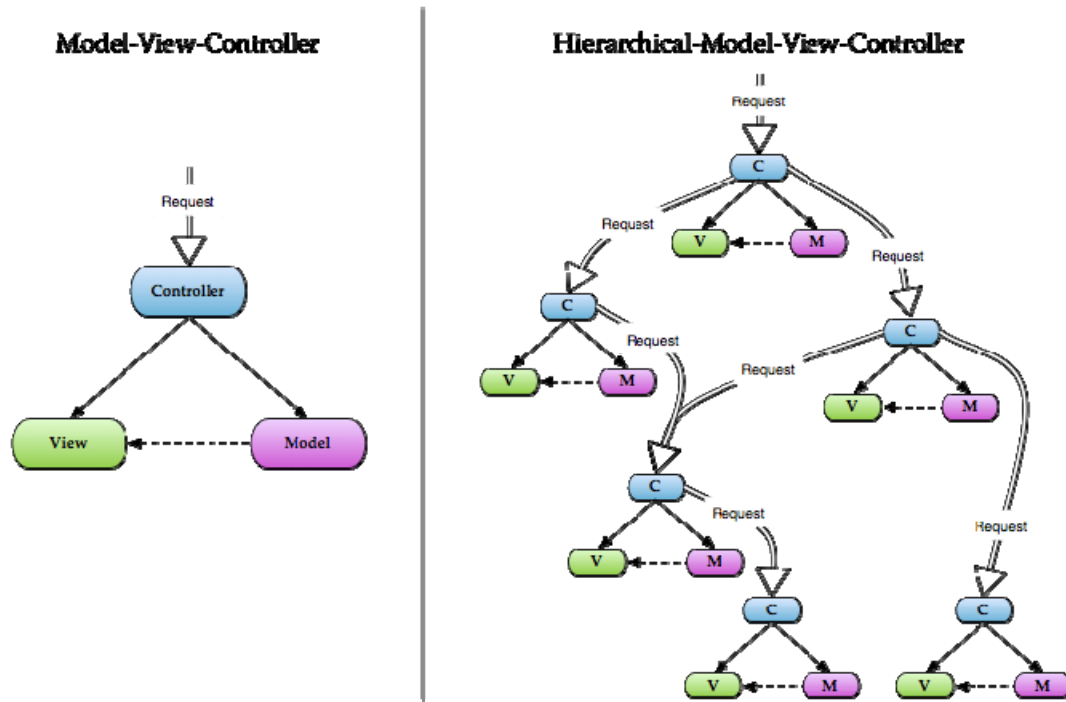 Model-View-Controller
Request
Controller
View
Model
Hierarchical-Model-View-Controller
Request
C
V
M
Request
Request
C
V
M
Request
C
V
M
Request
C
V
M
Request
Request
C
V
M
C
V
M